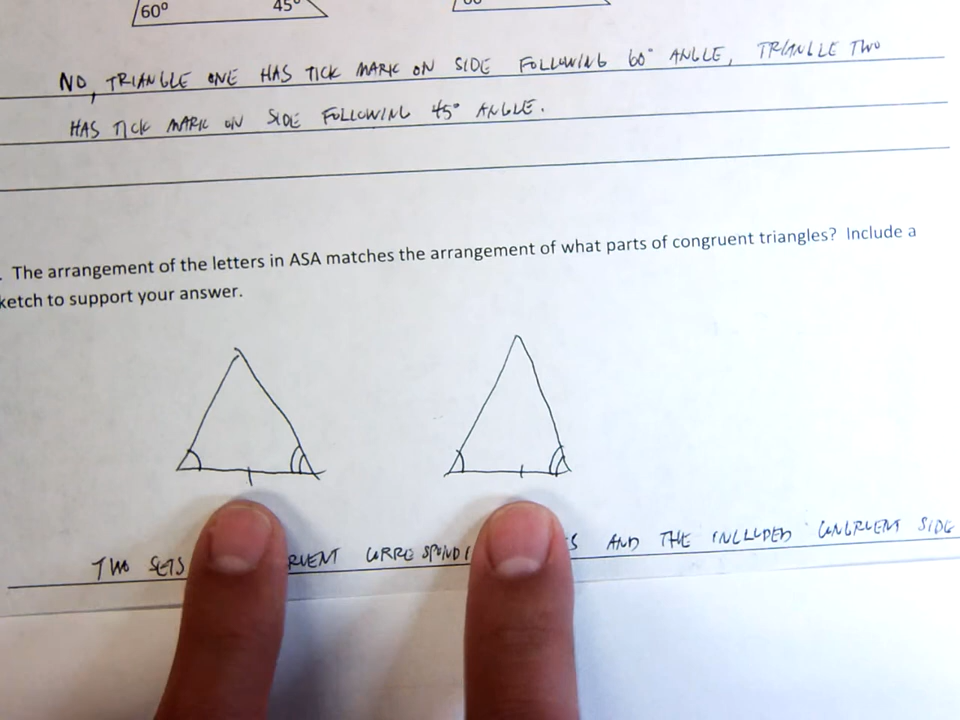 60° 45°
NO, TRIANGLE ONE HAS TICK MARK ON SIDE FOLLOWING 60° ANGLE, TRIANGLE TWO
HAS TICK MARK ON SIDE FOLLOWING 45° ANGLE.
. The arrangement of the letters in ASA matches the arrangement of what parts of congruent triangles? Include a
ketch to support your answer.
TWO SETS RUENT CORRESPONDI S AND THE INCLUDED CONGRUENT SIDE